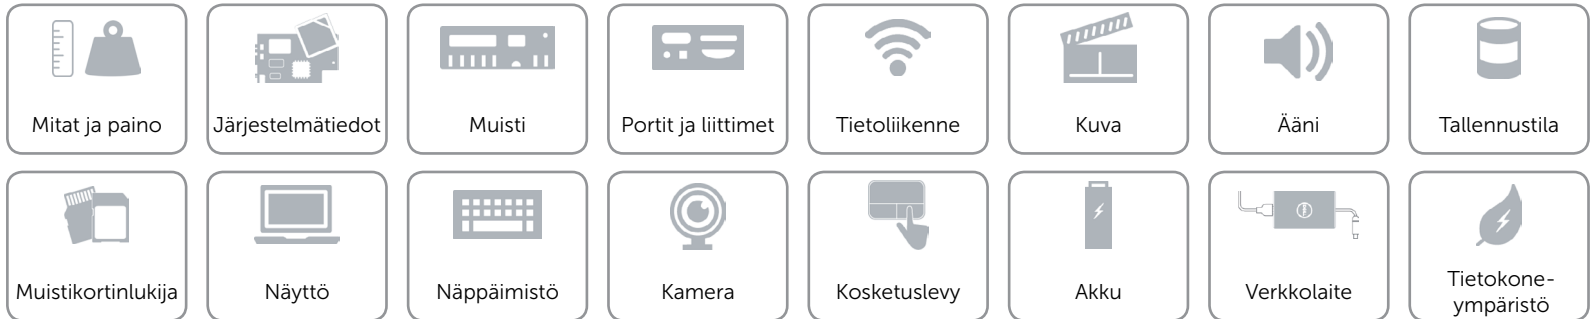 Mitat ja paino
Järjestelmätiedot
Muisti
Portit ja liittimet
Tietoliikenne
Kuva
Ääni
Tallennustila
Muistikortinlukija
Näyttö
Näppäimistö
Kamera
Kosketuslevy
Akku
Verkkolaite
Tietokone-
ympäristö